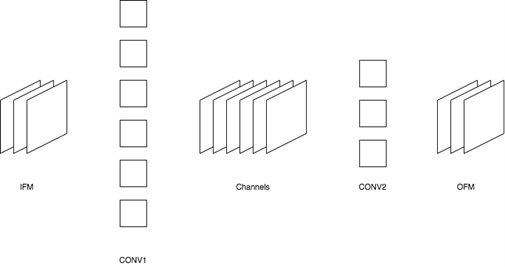 IFM
Channels
CONV2
OFM
CONV1